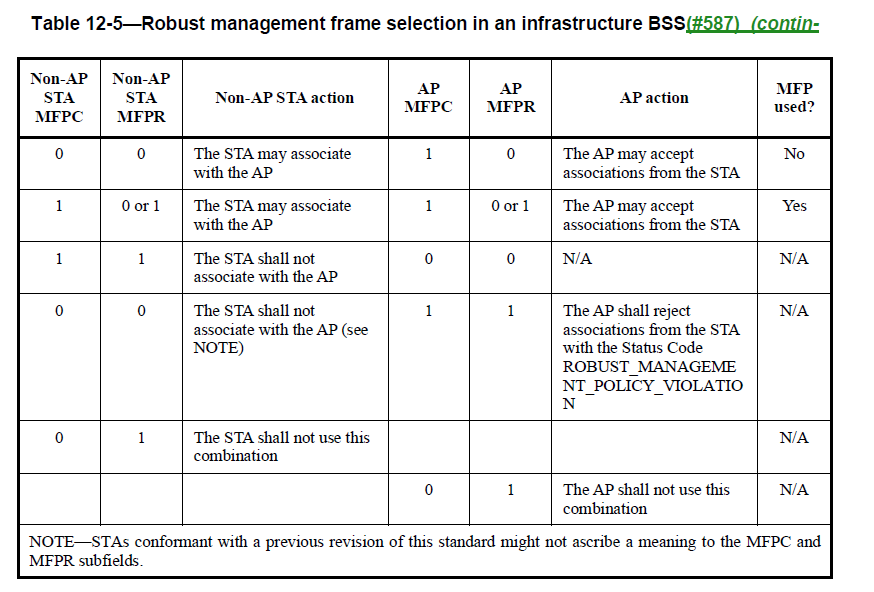 Table 12-5—Robust management frame selection in an infrastructure BSS(#587) (contin-
Non-AP STA MFPC
Non-AP STA MFPR
Non-AP STA action
AP MFPC
AP MFPR
AP action
MFP used?
0 0 The STA may associate 1 0 The AP may accept No
with the AP associations from the STA
1 0 or 1 The STA may associate 1 0 or 1 The AP may accept Yes
with the AP associations from the STA
1 1 The STA shall not 0 0 N/A N/A
associate with the AP
0 0 The STA shall not 1 1 The AP shall reject N/A
associate with the AP (see associations from the STA
NOTE) with the Status Code
ROBUST_MANAGEME
NT_POLICY_VIOLATIO
N
0 1 The STA shall not use this N/A
combination
0 1 The AP shall not use this N/A
combination
NOTE—STAs conformant with a previous revision of this standard might not ascribe a meaning to the MFPC and
MFPR subfields.